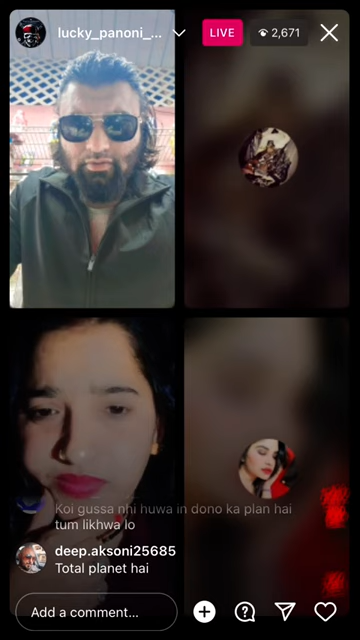 lucky_panoni_...
LIVE
2,671
Koi gussa nhi huwa in dono ka plan hai
tum likhwa lo
deep.aksoni25685
Total planet hai
Add a comment...